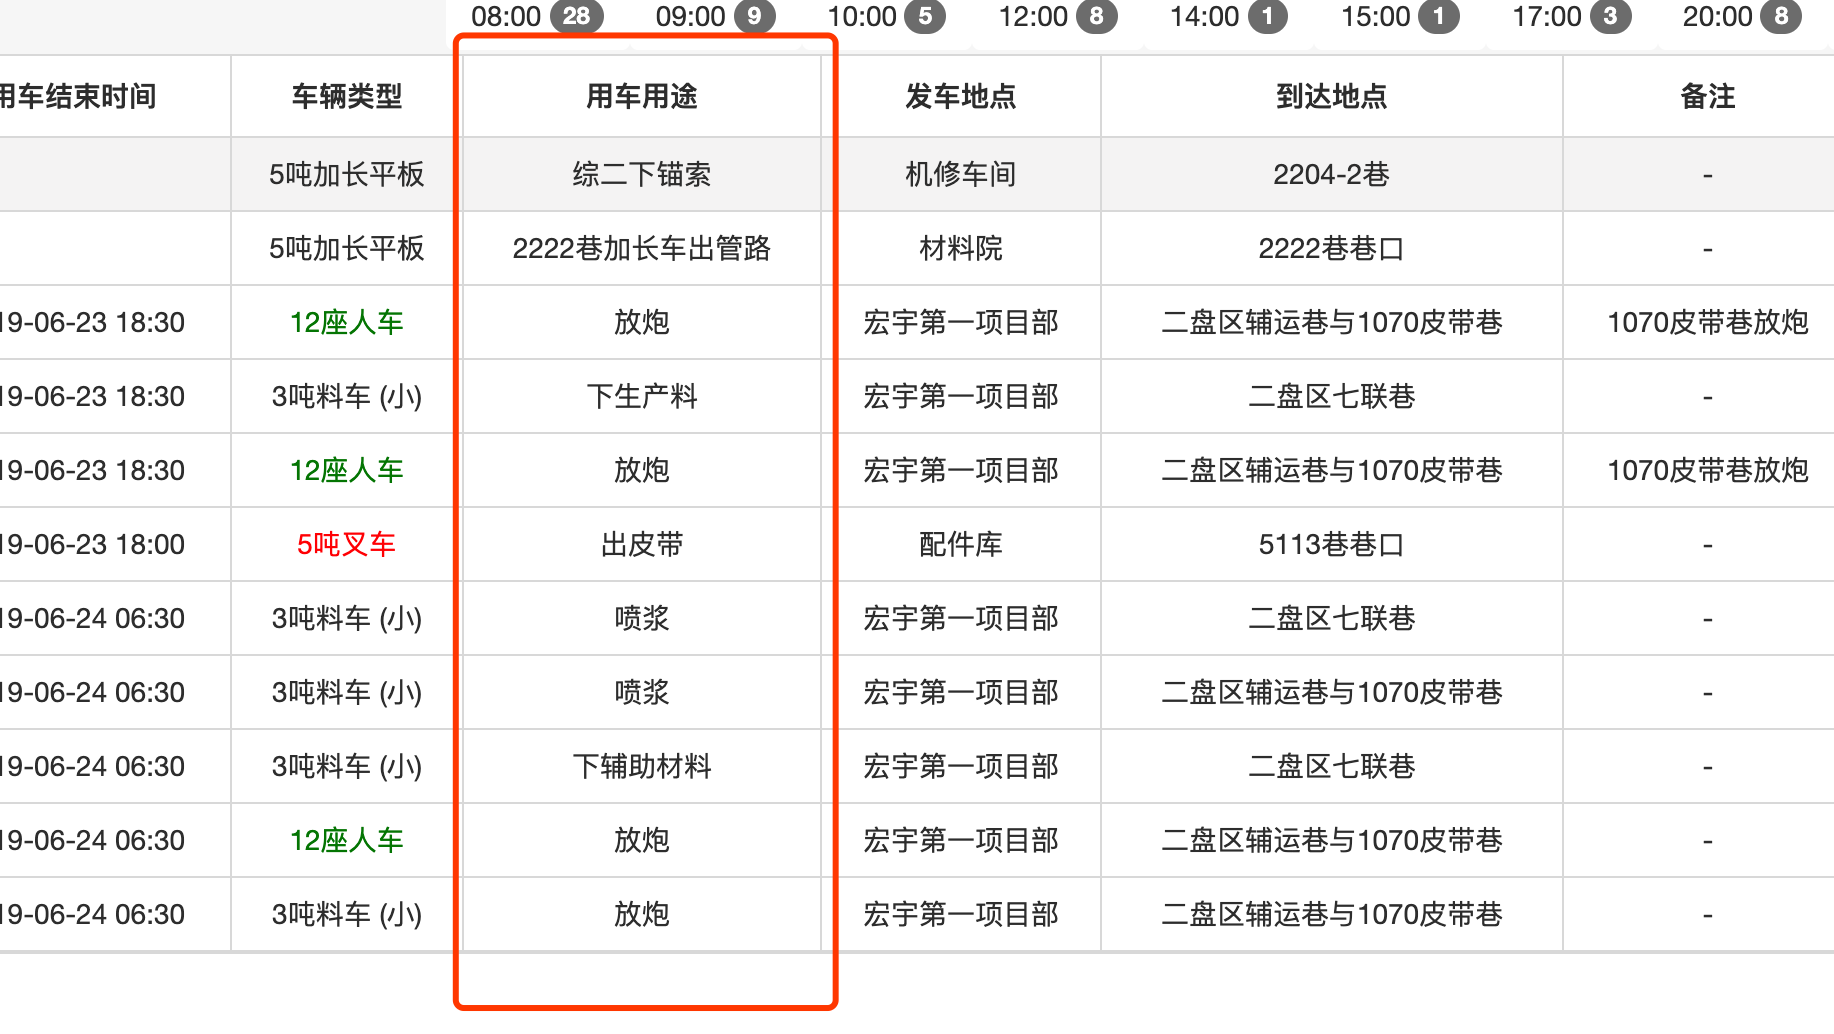 08:00 28 09:00 9 10:00 5 12:00 8 14:00 1 15:00 1 17:00 3 20:00 8
用车结束时间 车辆类型 用车用途 发车地点 到达地点 备注
5吨加长平板 综二下锚索 机修车间 2204-2巷 -
5吨加长平板 2222巷加长车出管路 材料院 2222巷巷口 -
19-06-23 18:30 12座人车 放炮 宏宇第一项目部 二盘区辅运巷与1070皮带巷 1070皮带巷放炮
19-06-23 18:30 3吨料车 (小) 下生产料 宏宇第一项目部 二盘区七联巷 -
19-06-23 18:30 12座人车 放炮 宏宇第一项目部 二盘区辅运巷与1070皮带巷 1070皮带巷放炮
19-06-23 18:00 5吨叉车 出皮带 配件库 5113巷巷口 -
19-06-24 06:30 3吨料车 (小) 喷浆 宏宇第一项目部 二盘区七联巷 -
19-06-24 06:30 3吨料车 (小) 喷浆 宏宇第一项目部 二盘区辅运巷与1070皮带巷 -
19-06-24 06:30 3吨料车 (小) 下辅助材料 宏宇第一项目部 二盘区七联巷 -
19-06-24 06:30 12座人车 放炮 宏宇第一项目部 二盘区辅运巷与1070皮带巷 -
19-06-24 06:30 3吨料车 (小) 放炮 宏宇第一项目部 二盘区辅运巷与1070皮带巷 -